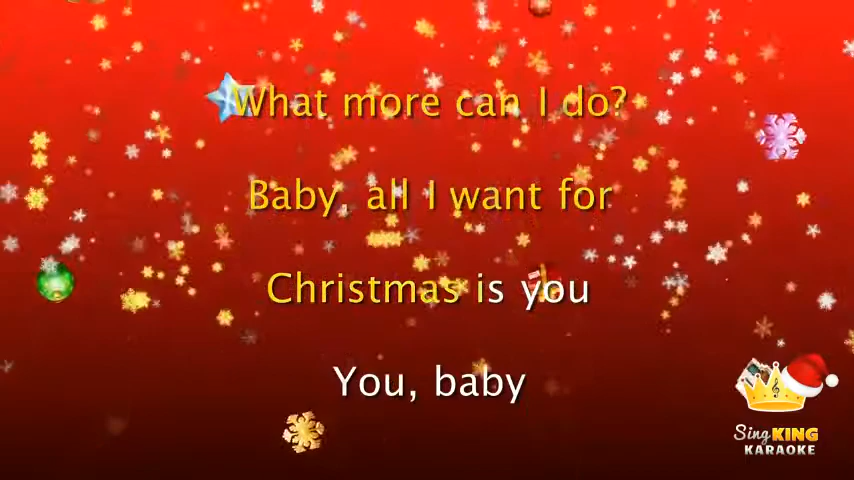 What more can I do?
Baby, all I want for
Christmas is you
You, baby
Sing KING
KARAOKE